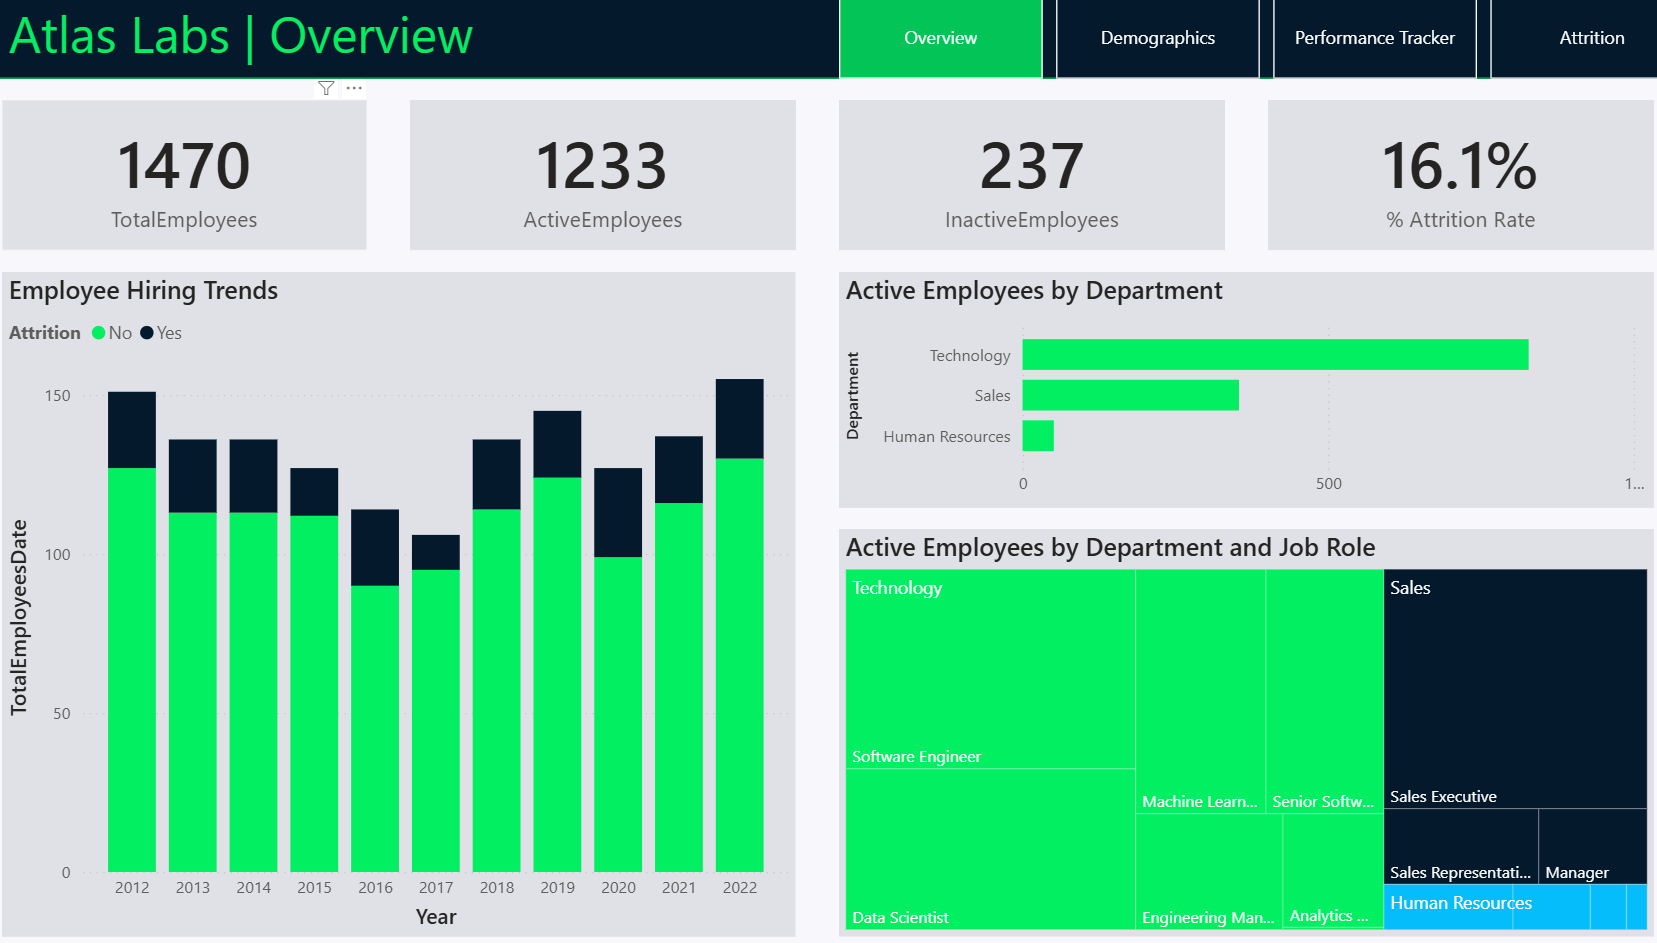 Atlas Labs | Overview
Overview
Demographics
Performance Tracker
Attrition
1470
TotalEmployees
1233
ActiveEmployees
237
InactiveEmployees
16.1%
% Attrition Rate
Employee Hiring Trends
Attrition No Yes
TotalEmployeesDate
150
100
50
0
2012 2013 2014 2015 2016 2017 2018 2019 2020 2021 2022
Year
Active Employees by Department
Department
Technology
Sales
Human Resources
0 500 1...
Active Employees by Department and Job Role
Technology
Software Engineer
Data Scientist
Machine Learn...
Senior Softw...
Engineering Man...
Analytics ...
Sales
Sales Executive
Sales Representati...
Manager
Human Resources